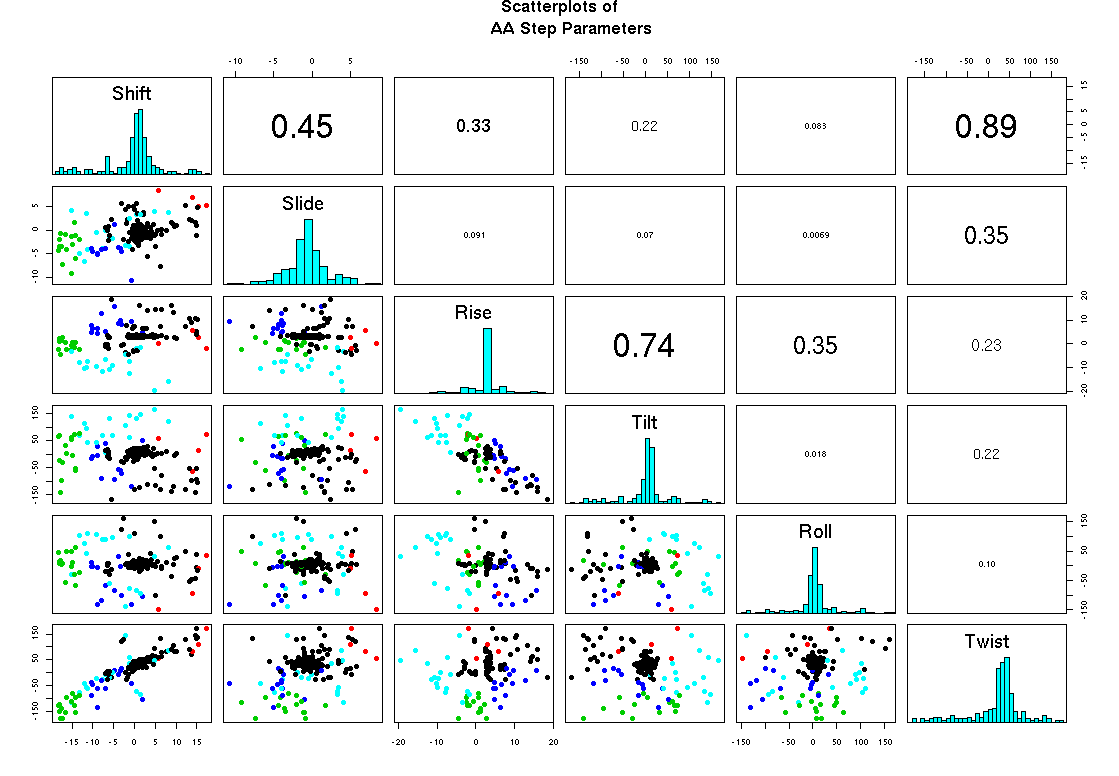 Scatterplots of
AA Step Parameters
-10 -5 0 5
-150 0 50 100 150
-150 0 50 100 150
Shift
0.45
0.33
0.22
0.083
0.89
-15 -5 0 5 10 15
-10 -5 0 5
Slide
0.091
0.07
0.0069
0.35
Rise
0.74
0.35
0.23
-20 -10 0 10 20
-150 -50 50 150
Tilt
0.018
0.22
Roll
0.10
-150 -50 50 150
-150 -50 50 150
Twist
-15 -10 -5 0 5 10 15
-20 -10 0 10 20
-150 -50 0 50 150